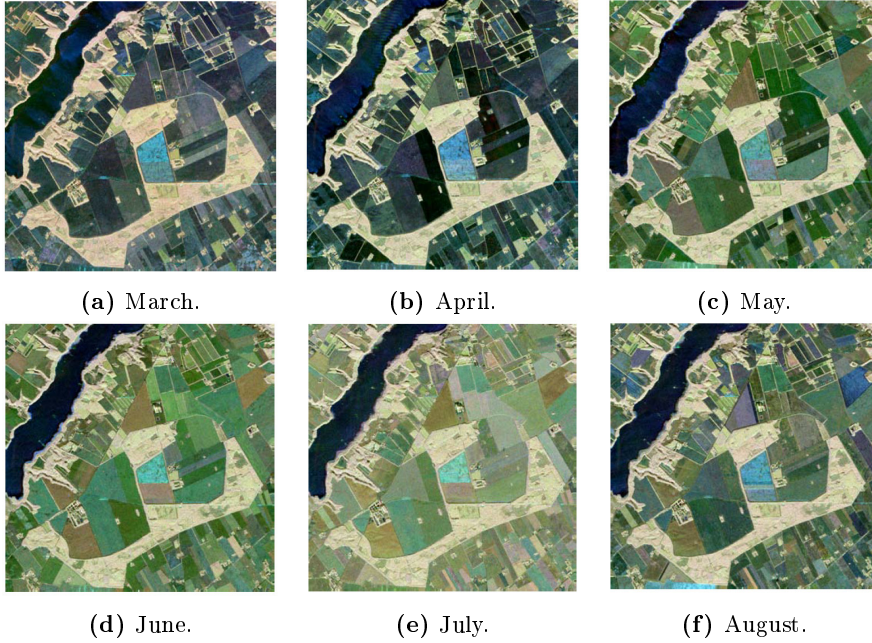 (a) March.
(b) April.
(c) May.
(d) June.
(e) July.
(f) August.